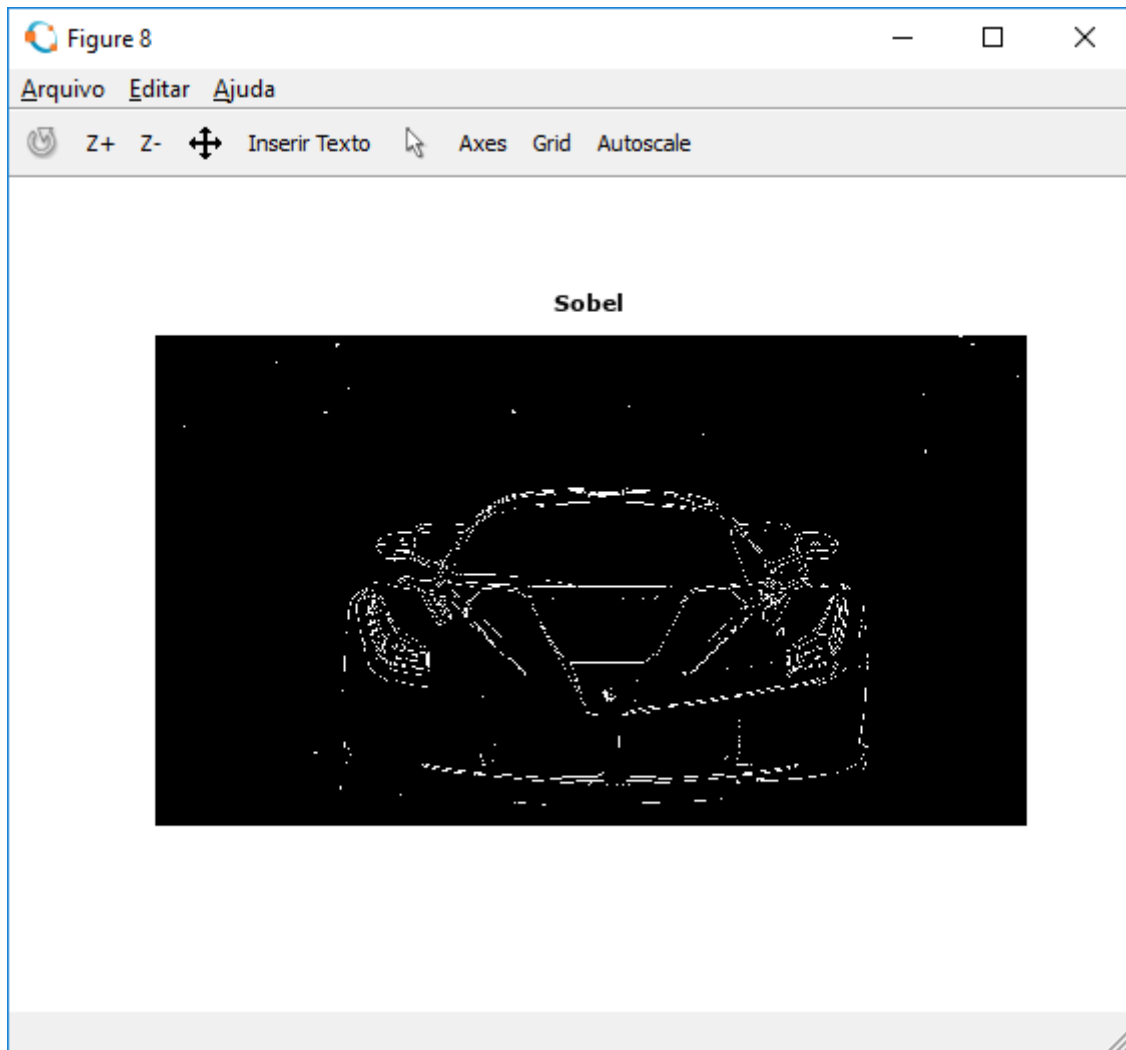 Figure 8
Arquivo Editar Ajuda
Z+ Z- Inserir Texto Axes Grid Autoscale
Sobel